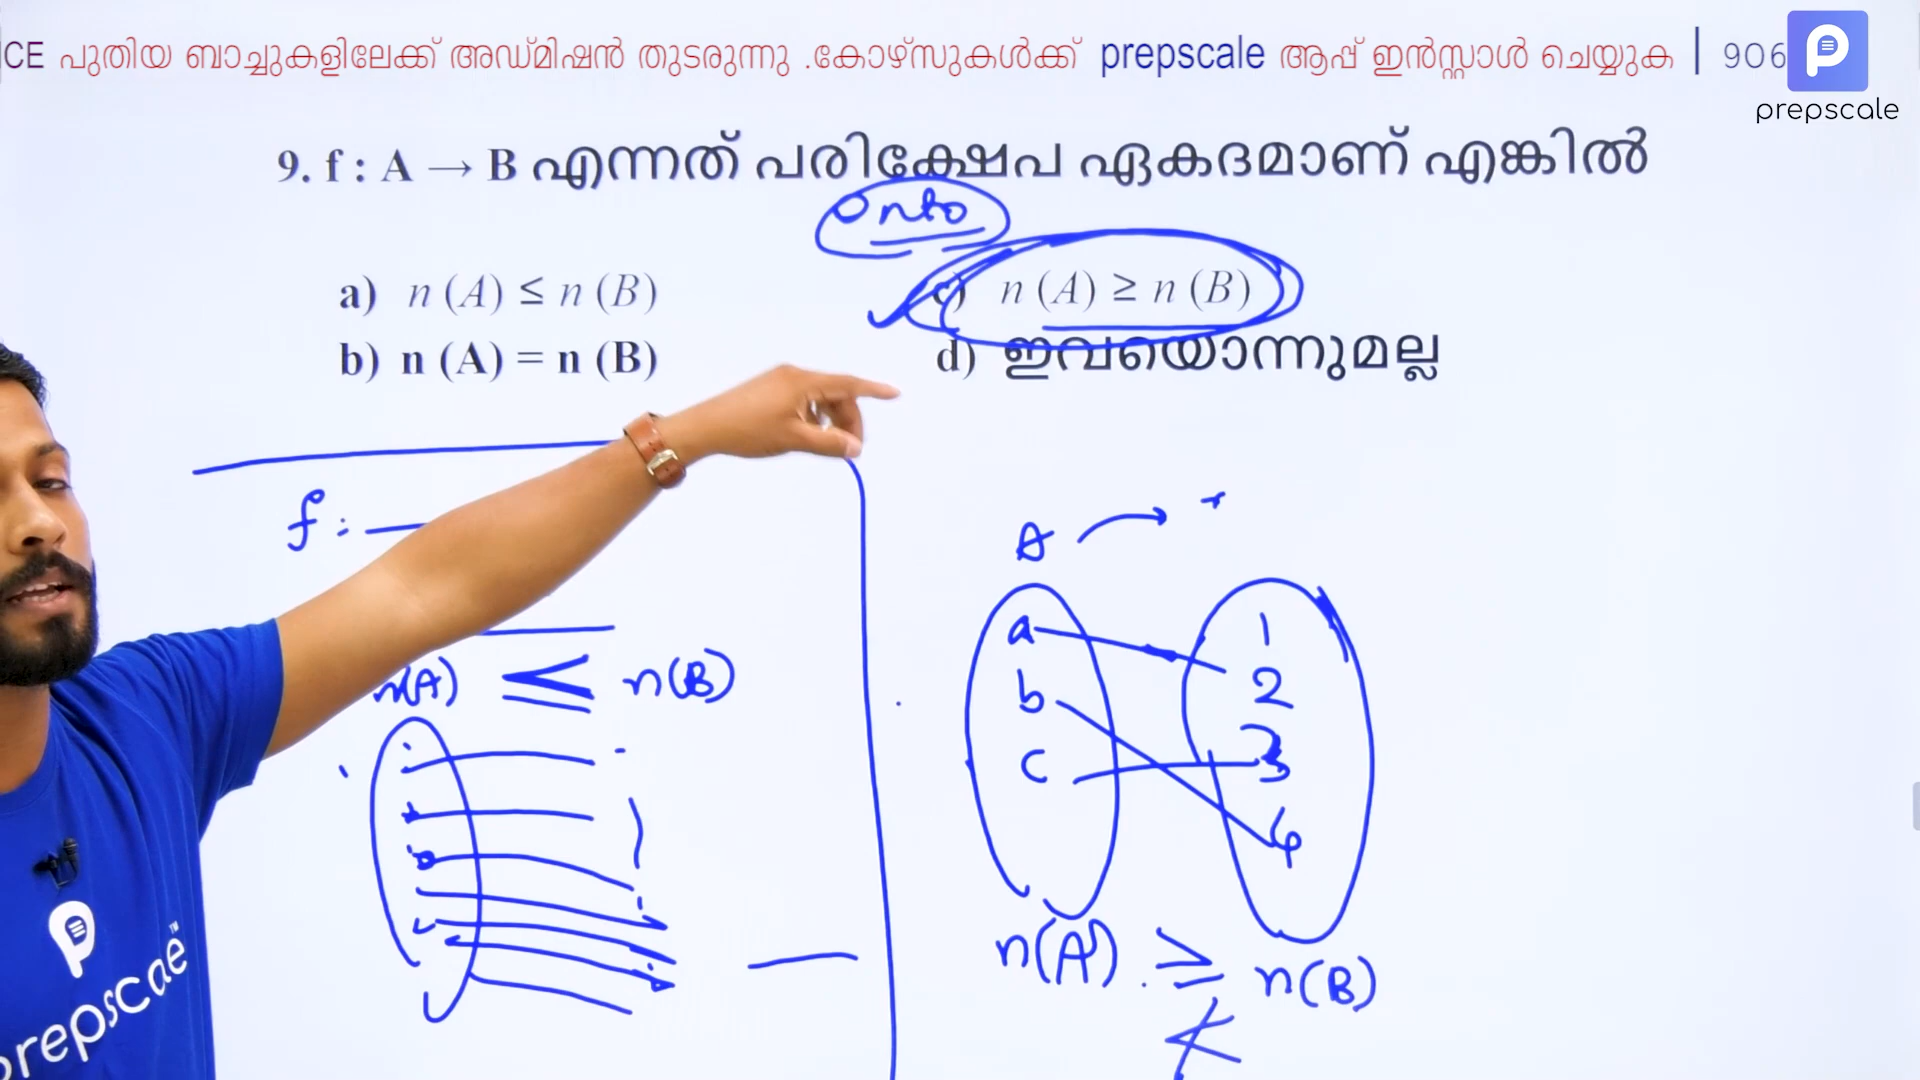 CE പുതിയ ബാച്ചുകളിലേക്ക് അഡ്മിഷൻ തുടരുന്നു .കോഴ്സുകൾക്ക് prepscale ആപ്പ് ഇൻസ്റ്റാൾ ചെയ്യുക | 906
prepscale
9. f : A → B എന്നത് പരിക്ഷേപ ഏകദമാണ് എങ്കിൽ
Onto
a) n (A) ≤ n (B)
c) n (A) ≥ n (B)
b) n (A) = n (B)
d) ഇവയൊന്നുമല്ല
f :
A →
n(A) ≤ n(B)
a 1
b 2
c 3
4
n(A) ≥ n(B)
prepscale